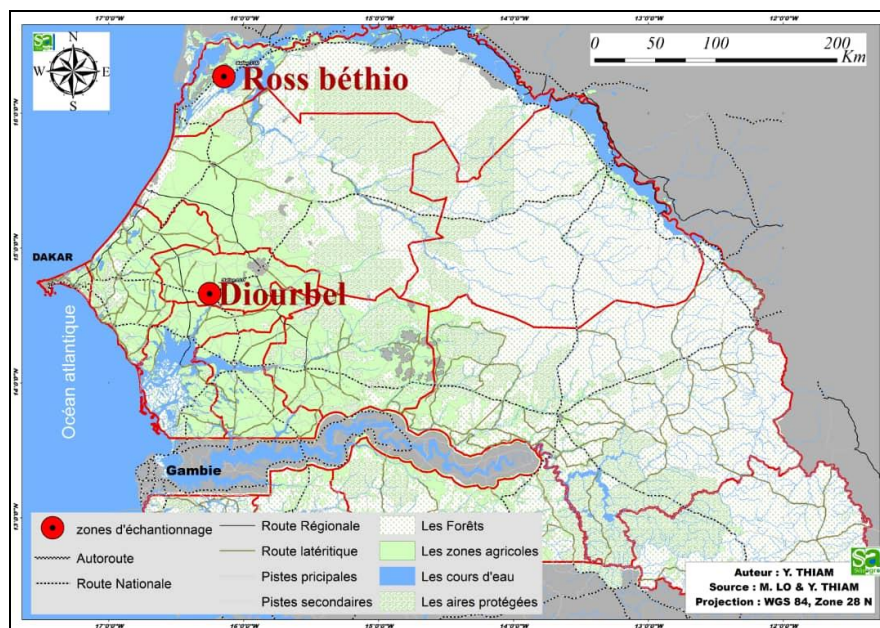 17°0'0"W 16°0'0"W 15°0'0"W 14°0'0"W 13°0'0"W 12°0'0"W
N
W E
S
0 50 100 200
Km
Ross béthio
DAKAR
Diourbel
Océan atlantique
Gambie
zones d'échantionnage
Autoroute
Route Nationale
Route Régionale
Route latéritique
Pistes pricipales
Pistes secondaires
Les Forêts
Les zones agricoles
Les cours d'eau
Les aires protégées
Auteur : Y. THIAM
Source : M. LO & Y. THIAM
Projection : WGS 84, Zone 28 N